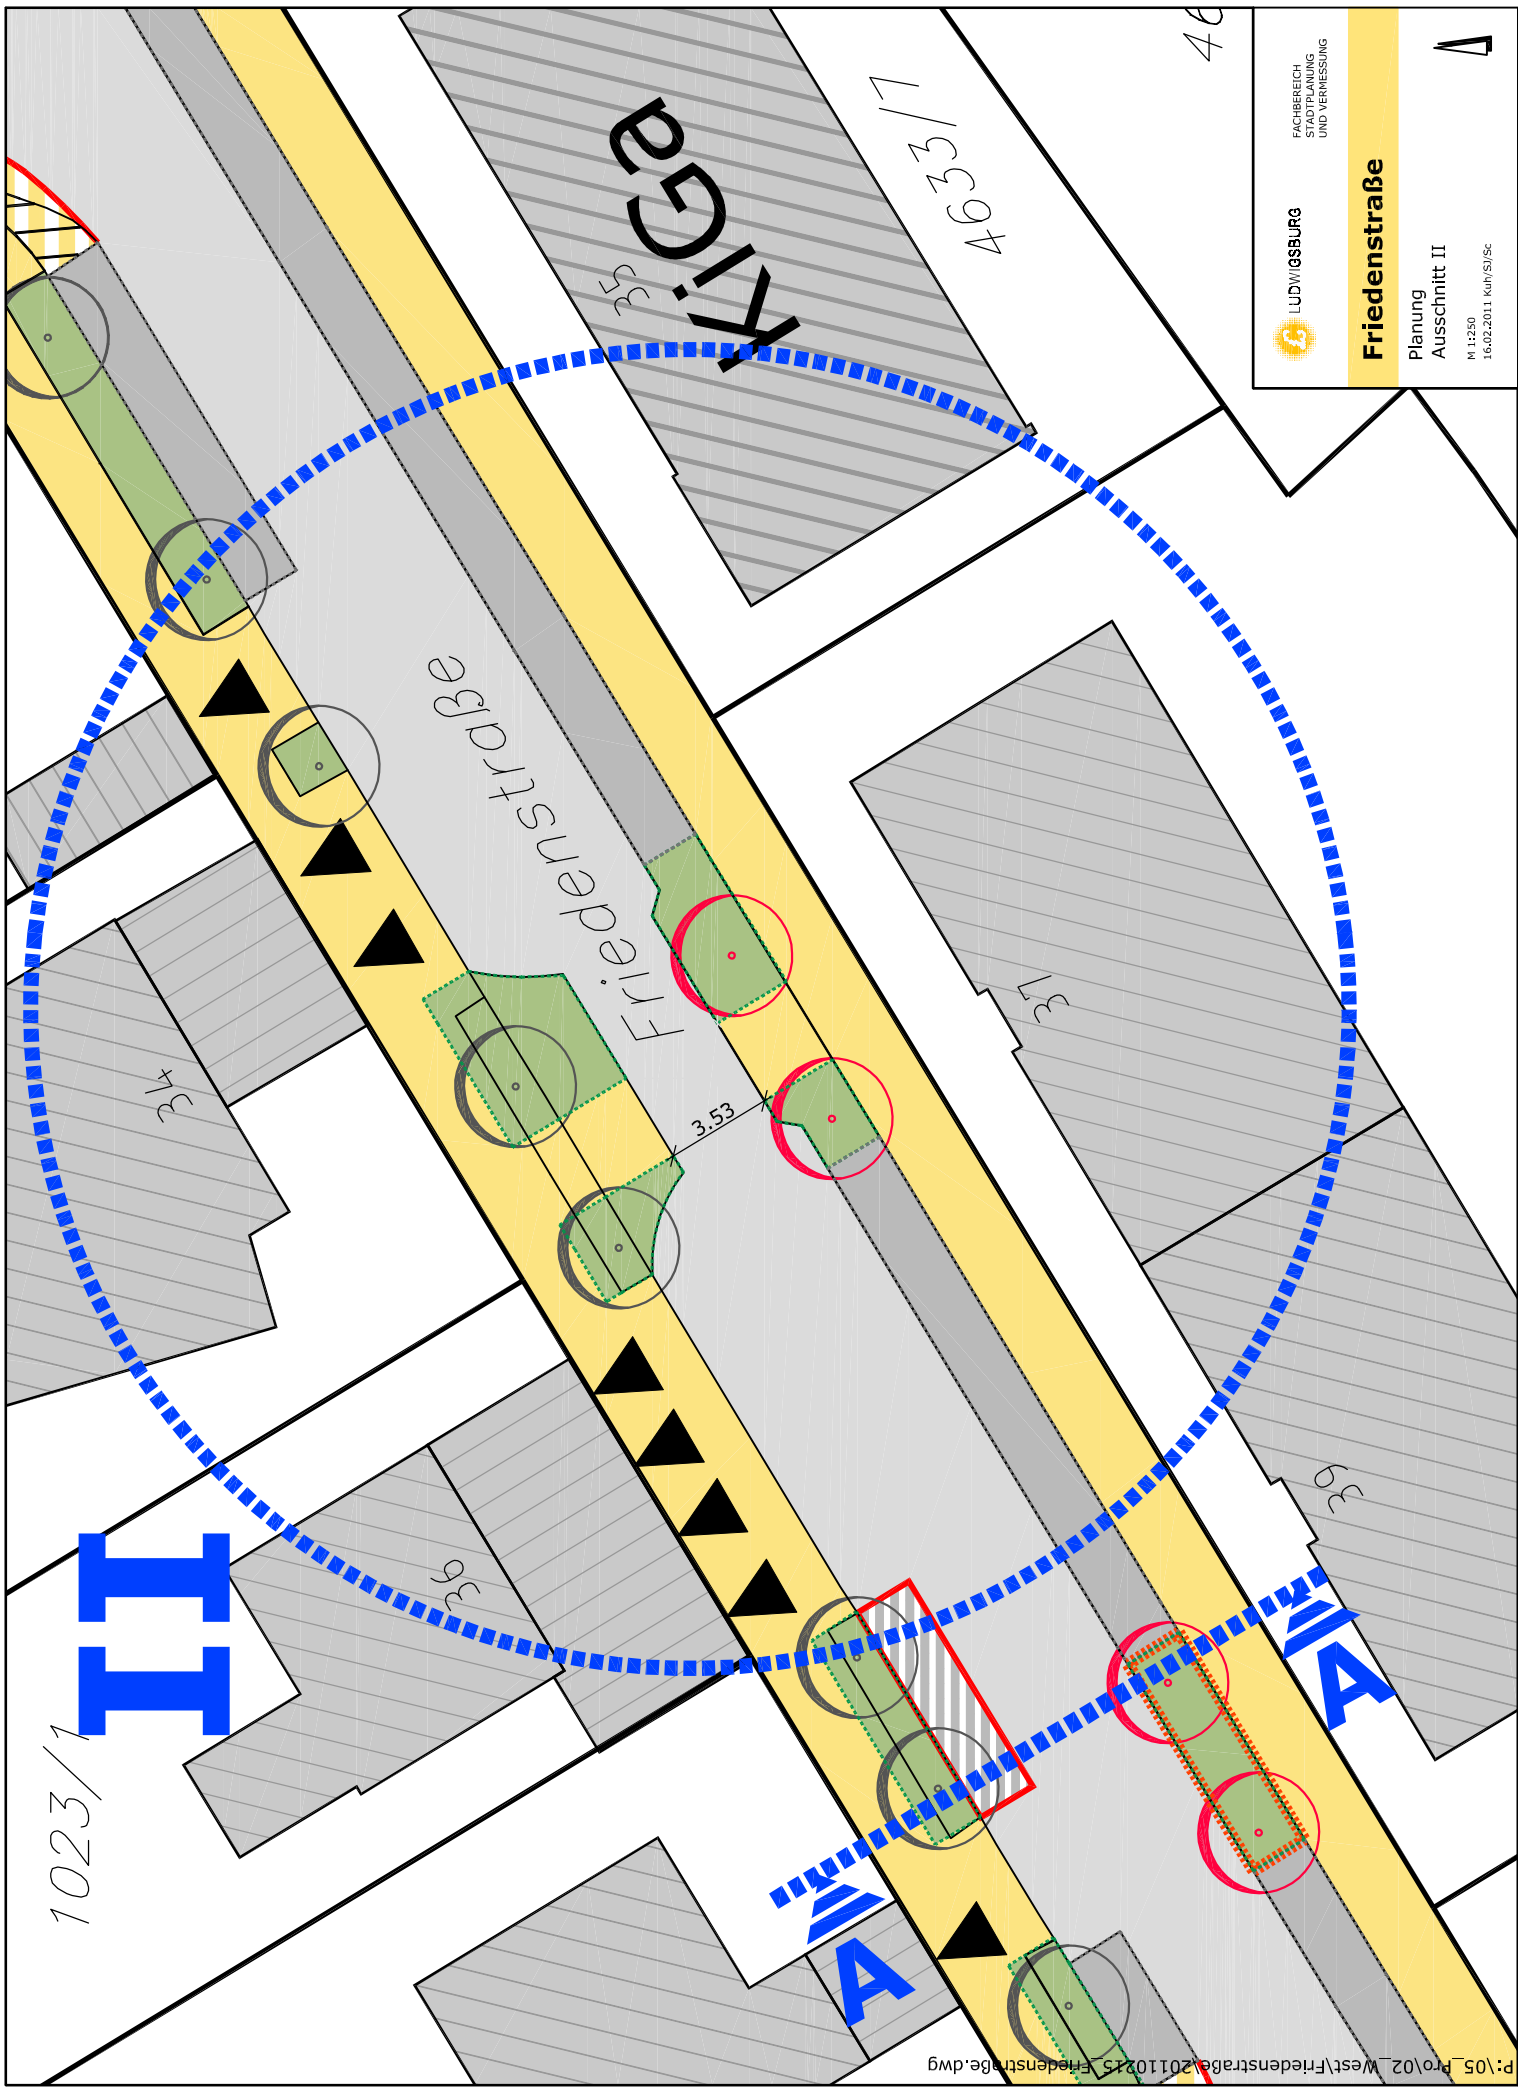 46
KiGa
4633/7
35
LUDWIGSBURG
FACHBEREICH
STADTPLANUNG
UND VERMESSUNG
Friedenstraße
Planung
Ausschnitt II
M 1:250
16.02.2011 Kuh/SJ/Sc
Friedenstraße
34
37
3.53
36
39
II
1023/1
A
A
P:\05_Pro\02_West\Friedenstraße\20110215_Friedenstraße.dwg